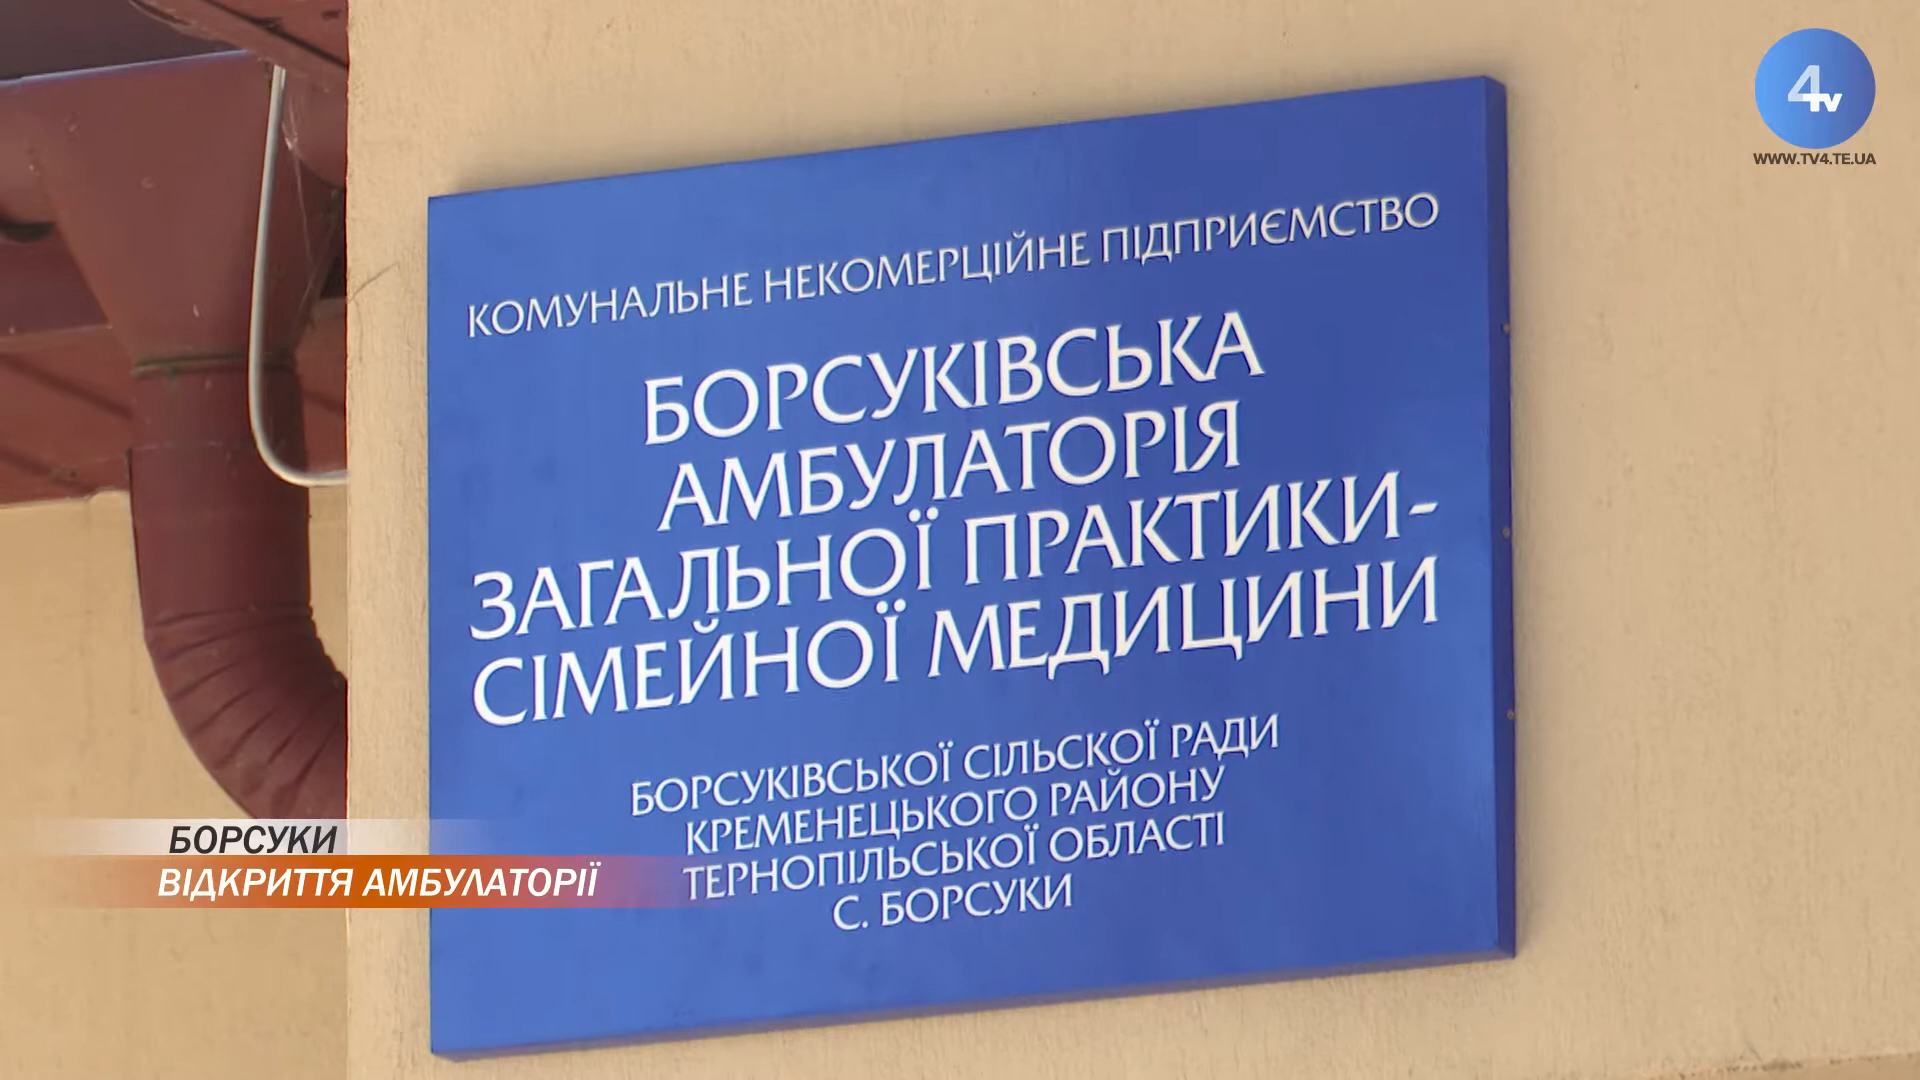 4tv
WWW.TV4.TE.UA
КОМУНАЛЬНЕ НЕКОМЕРЦІЙНЕ ПІДПРИЄМСТВО
БОРСУКІВСЬКА
АМБУЛАТОРІЯ
ЗАГАЛЬНОЇ ПРАКТИКИ-
СІМЕЙНОЇ МЕДИЦИНИ
БОРСУКІВСЬКОЇ СІЛЬСКОЇ РАДИ
КРЕМЕНЕЦЬКОГО РАЙОНУ
ТЕРНОПІЛЬСЬКОЇ ОБЛАСТІ
С. БОРСУКИ
БОРСУКИ
ВІДКРИТТЯ АМБУЛАТОРІЇ